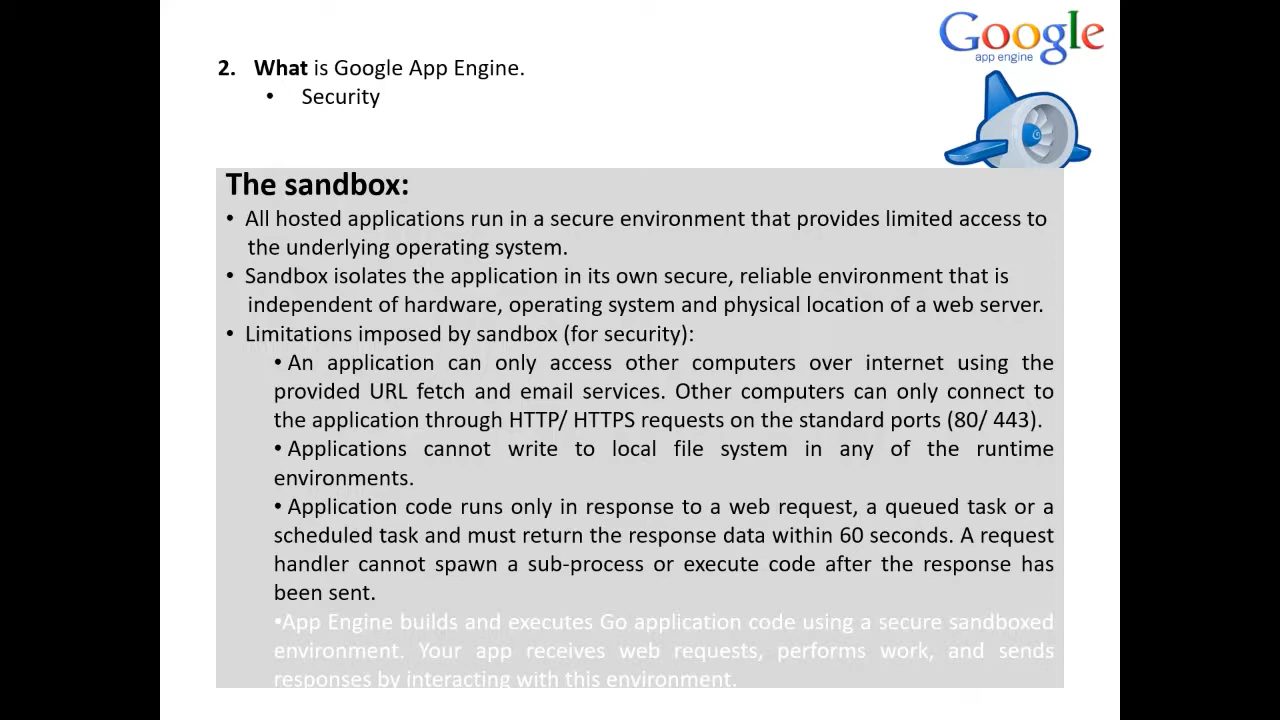 Google
app engine
2. What is Google App Engine.
• Security
The sandbox:
• All hosted applications run in a secure environment that provides limited access to
the underlying operating system.
• Sandbox isolates the application in its own secure, reliable environment that is
independent of hardware, operating system and physical location of a web server.
• Limitations imposed by sandbox (for security):
• An application can only access other computers over internet using the
provided URL fetch and email services. Other computers can only connect to
the application through HTTP/ HTTPS requests on the standard ports (80/ 443).
• Applications cannot write to local file system in any of the runtime
environments.
• Application code runs only in response to a web request, a queued task or a
scheduled task and must return the response data within 60 seconds. A request
handler cannot spawn a sub-process or execute code after the response has
been sent.
•App Engine builds and executes Go application code using a secure sandboxed
environment. Your app receives web requests, performs work, and sends
responses by interacting with this environment.